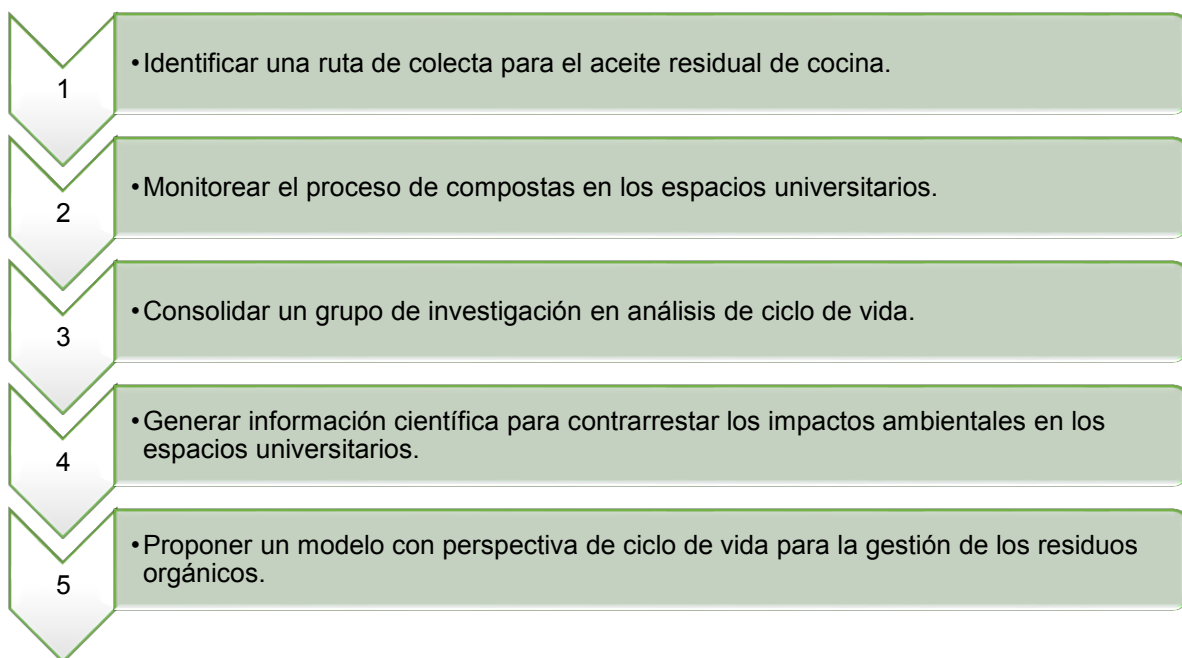 1
•Identificar una ruta de colecta para el aceite residual de cocina.
2
•Monitorear el proceso de compostas en los espacios universitarios.
3
•Consolidar un grupo de investigación en análisis de ciclo de vida.
4
•Generar información científica para contrarrestar los impactos ambientales en los
espacios universitarios.
5
•Proponer un modelo con perspectiva de ciclo de vida para la gestión de los residuos
orgánicos.